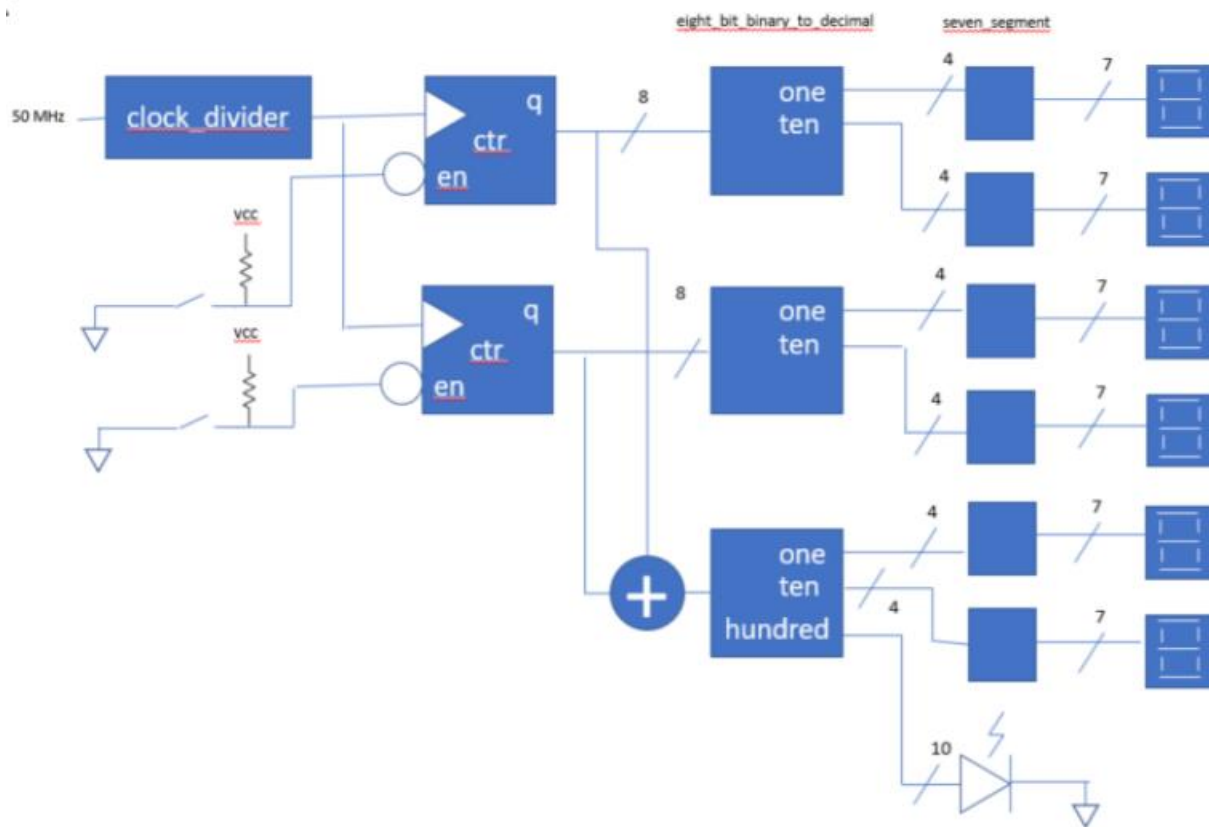 eight_bit_binary_to_decimal
seven_segment
50 MHz
clock_divider
q
ctr
en
8
one
ten
4
7
4
7
vcc
q
ctr
en
8
one
ten
4
7
4
7
vcc
+
one
ten
hundred
4
7
4
7
10